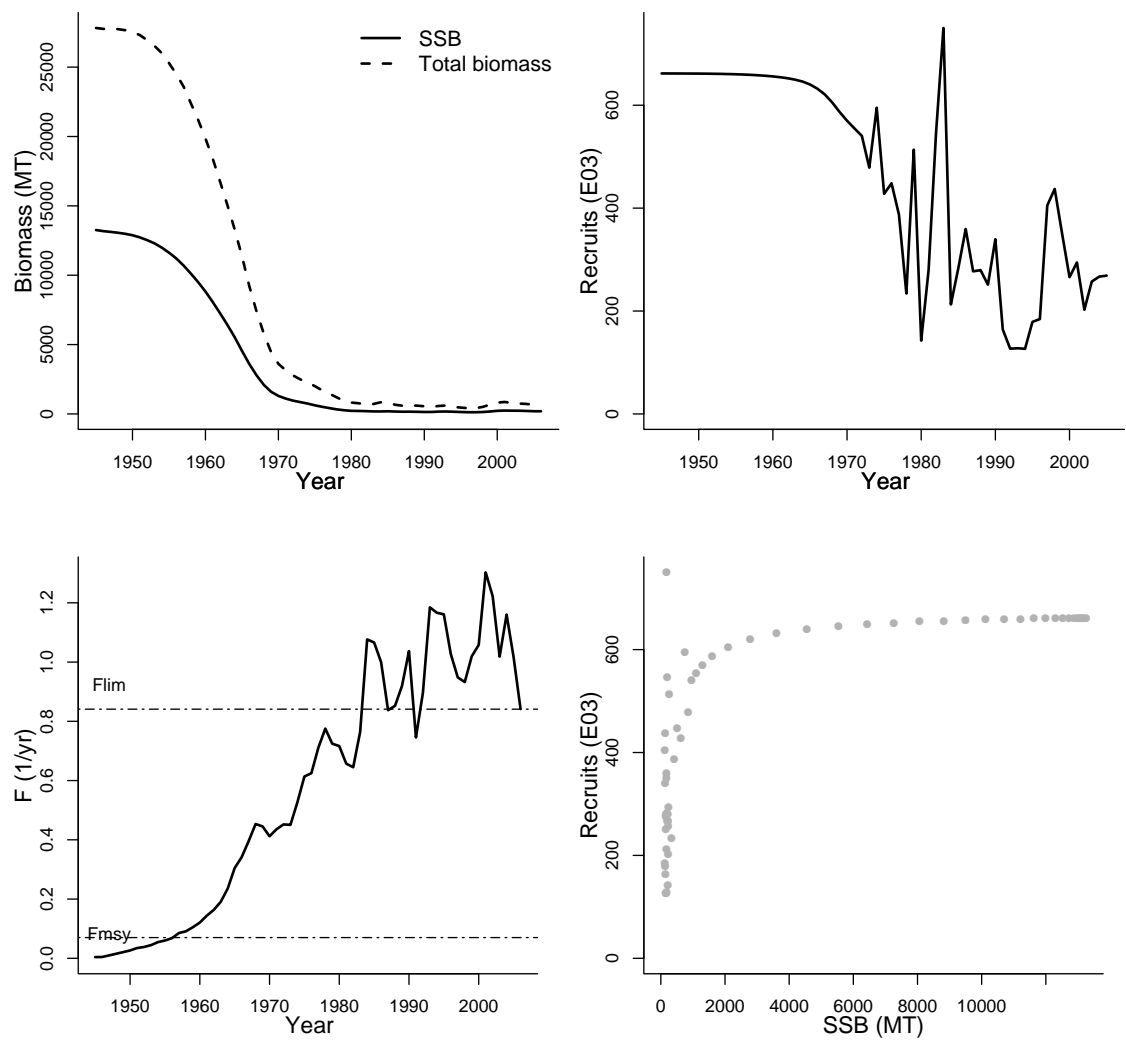 SSB
Total biomass
Biomass (MT)
0 5000 10000 15000 20000 25000
1950 1960 1970 1980 1990 2000
Year
Recruits (E03)
0 200 400 600
1950 1960 1970 1980 1990 2000
Year
F (1/yr)
0.0 0.2 0.4 0.6 0.8 1.0 1.2
Flim
Fmsy
1950 1960 1970 1980 1990 2000
Year
Recruits (E03)
0 200 400 600
0 2000 4000 6000 8000 10000
SSB (MT)